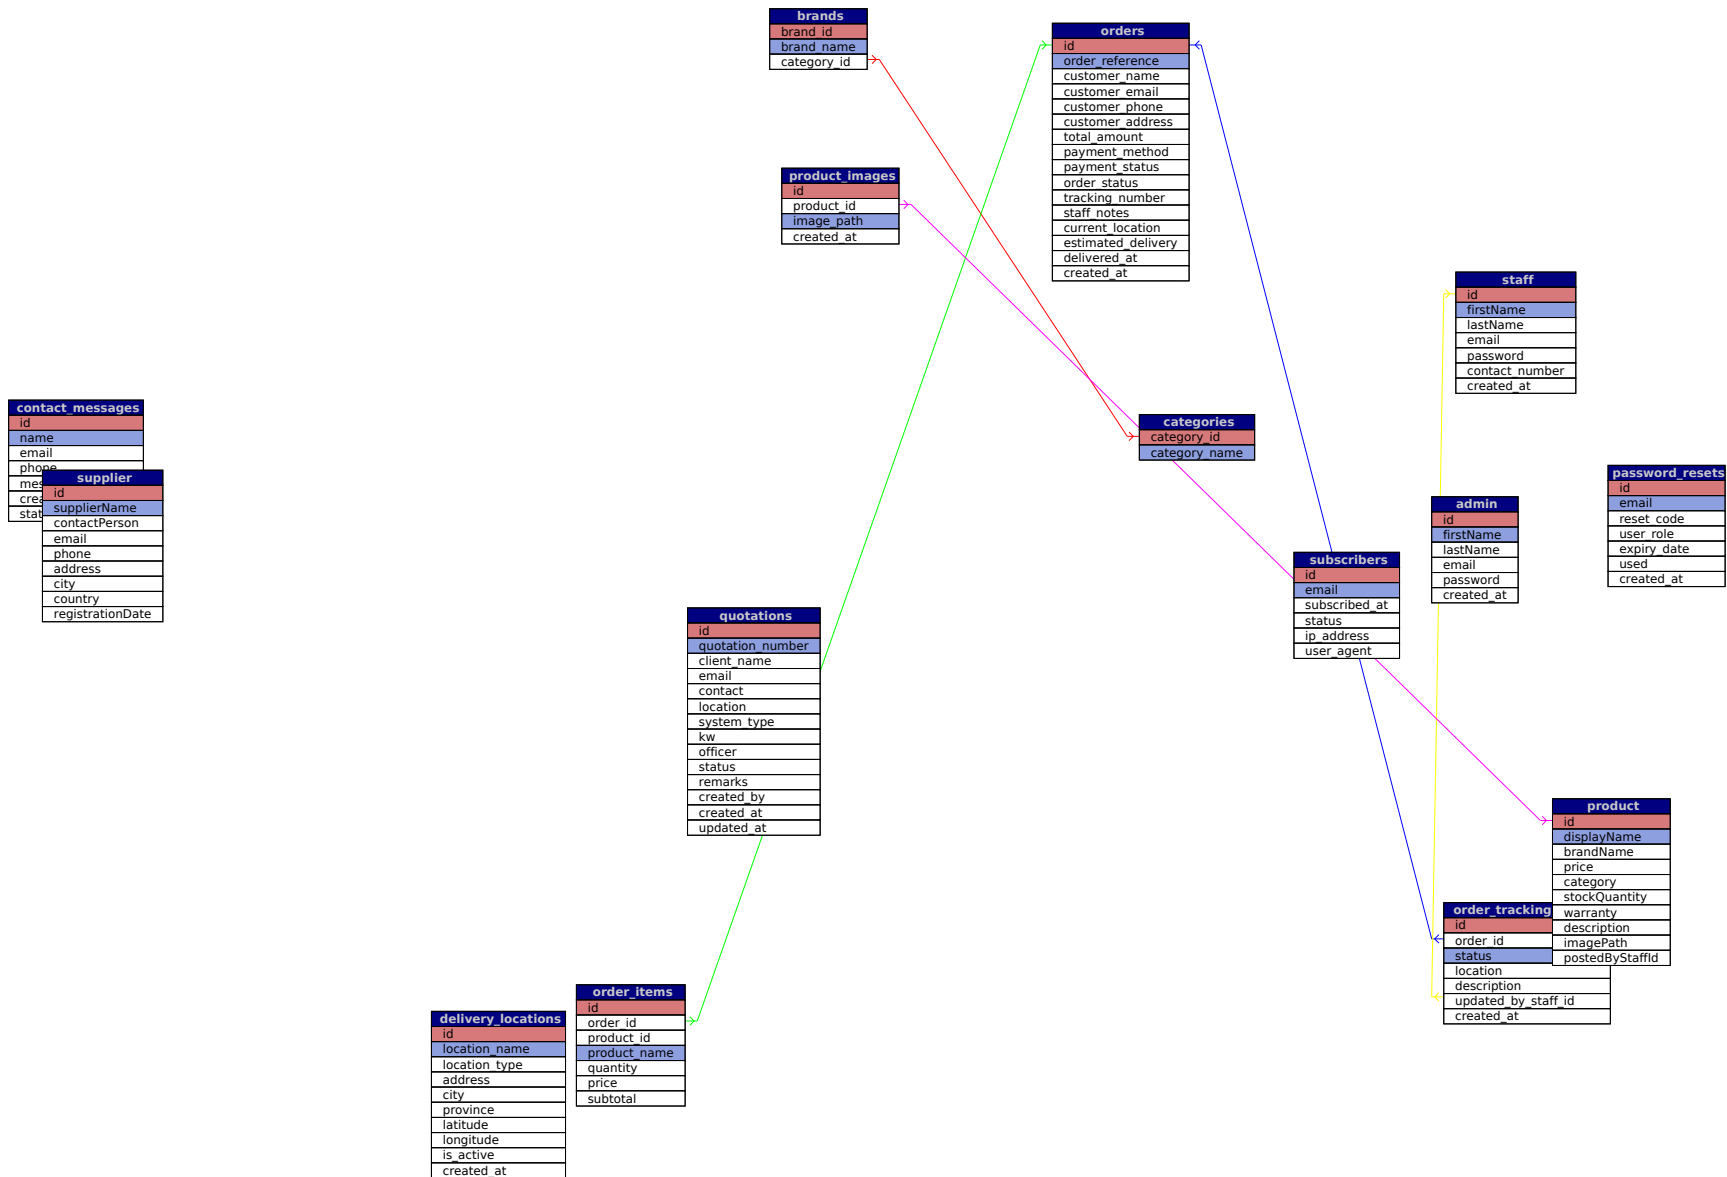 brands
brand_id
brand_name
category_id
orders
id
order_reference
customer_name
customer_email
customer_phone
customer_address
total_amount
payment_method
payment_status
order_status
tracking_number
staff_notes
current_location
estimated_delivery
delivered_at
created_at
product_images
id
product_id
image_path
created_at
staff
id
firstName
lastName
email
password
contact_number
created_at
contact_messages
id
name
email
phone
mes
crea
stat
supplier
id
supplierName
contactPerson
email
phone
address
city
country
registrationDate
categories
category_id
category_name
password_resets
id
email
reset_code
user_role
expiry_date
used
created_at
admin
id
firstName
lastName
email
password
created_at
subscribers
id
email
subscribed_at
status
ip_address
user_agent
quotations
id
quotation_number
client_name
email
contact
location
system_type
kw
officer
status
remarks
created_by
created_at
updated_at
product
id
displayName
brandName
price
category
stockQuantity
warranty
description
imagePath
postedByStaffId
order_tracking
id
order_id
status
location
description
updated_by_staff_id
created_at
order_items
id
order_id
product_id
product_name
quantity
price
subtotal
delivery_locations
id
location_name
location_type
address
city
province
latitude
longitude
is_active
created_at